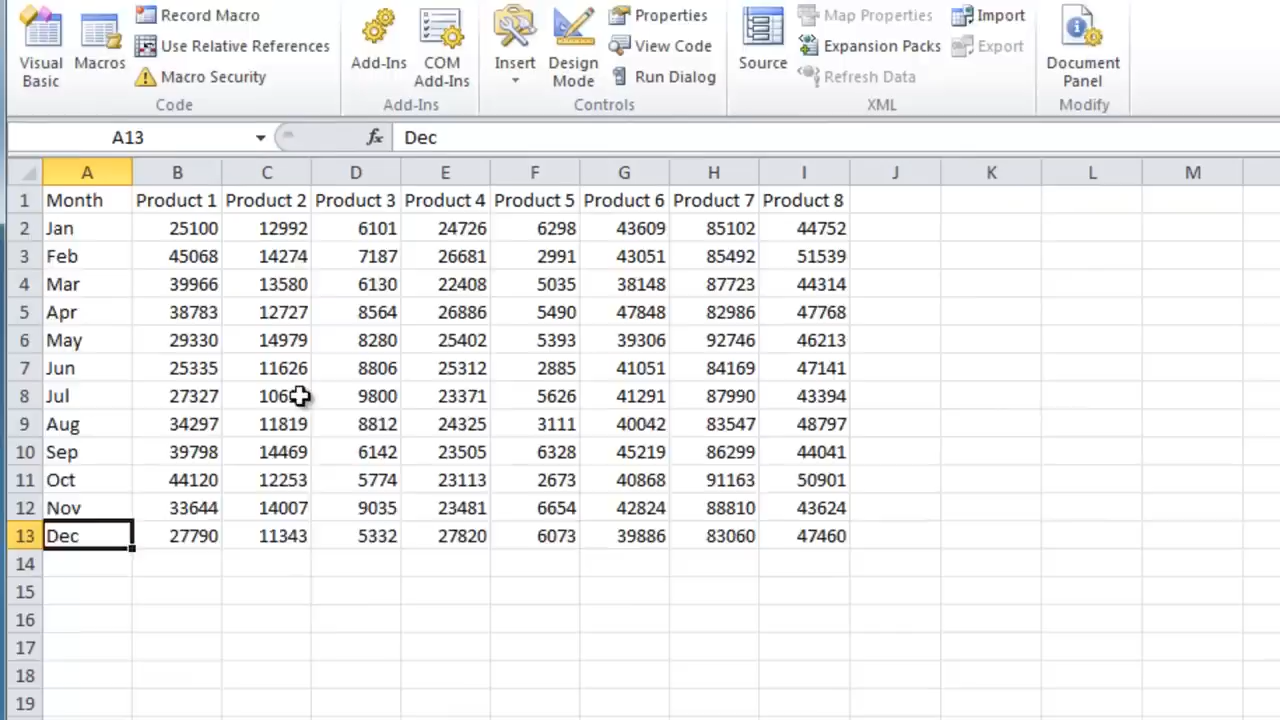 Record Macro
Use Relative References
Macro Security
Visual Basic
Macros
Code
Add-Ins
COM Add-Ins
Add-Ins
Insert
Design Mode
Properties
View Code
Run Dialog
Controls
Source
Map Properties
Expansion Packs
Refresh Data
Import
Export
XML
Document Panel
Modify
A13 fx Dec
A B C D E F G H I J K L M
1 Month Product 1 Product 2 Product 3 Product 4 Product 5 Product 6 Product 7 Product 8
2 Jan 25100 12992 6101 24726 6298 43609 85102 44752
3 Feb 45068 14274 7187 26681 2991 43051 85492 51539
4 Mar 39966 13580 6130 22408 5035 38148 87723 44314
5 Apr 38783 12727 8564 26886 5490 47848 82986 47768
6 May 29330 14979 8280 25402 5393 39306 92746 46213
7 Jun 25335 11626 8806 25312 2885 41051 84169 47141
8 Jul 27327 9800 23371 5626 41291 87990 43394
9 Aug 34297 11819 8812 24325 3111 40042 83547 48797
10 Sep 39798 14469 6142 23505 6328 45219 86299 44041
11 Oct 44120 12253 5774 23113 2673 40868 91163 50901
12 Nov 33644 14007 9035 23481 6654 42824 88810 43624
13 Dec 27790 11343 5332 27820 6073 39886 83060 47460
14
15
16
17
18
19